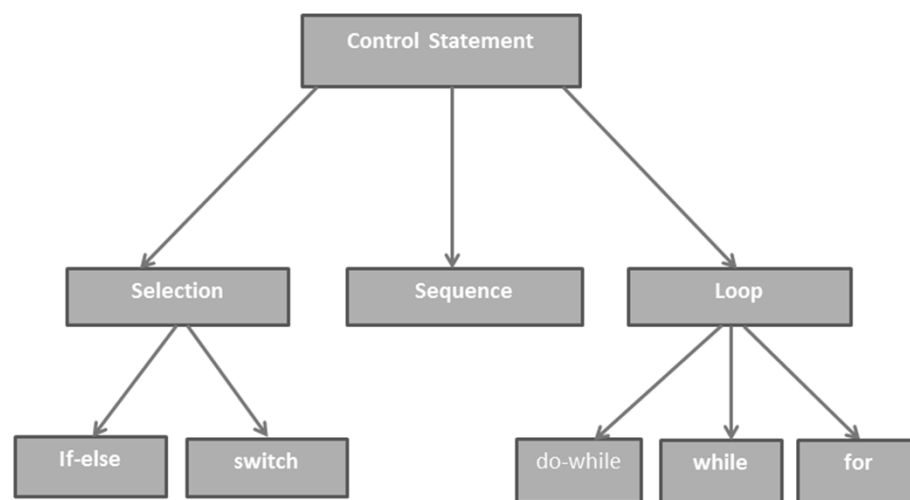 Control Statement
Selection
Sequence
Loop
If-else
switch
do-while
while
for